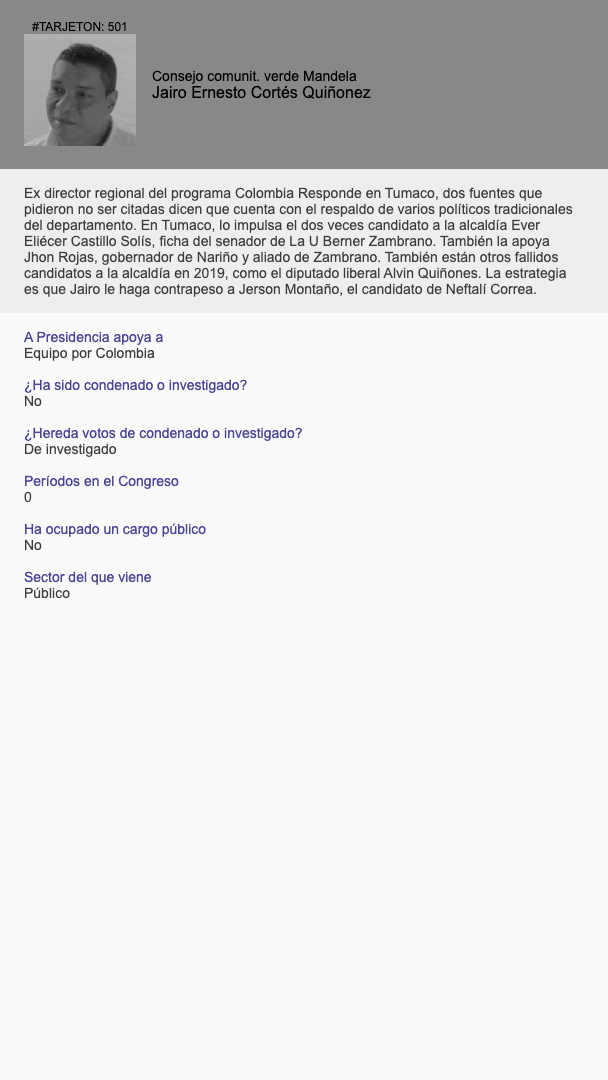 #TARJETON: 501
Consejo comunit. verde Mandela
Jairo Ernesto Cortés Quiñonez
Ex director regional del programa Colombia Responde en Tumaco, dos fuentes que
pidieron no ser citadas dicen que cuenta con el respaldo de varios políticos tradicionales
del departamento. En Tumaco, lo impulsa el dos veces candidato a la alcaldía Ever
Eliécer Castillo Solís, ficha del senador de La U Berner Zambrano. También la apoya
Jhon Rojas, gobernador de Nariño y aliado de Zambrano. También están otros fallidos
candidatos a la alcaldía en 2019, como el diputado liberal Alvin Quiñones. La estrategia
es que Jairo le haga contrapeso a Jerson Montaño, el candidato de Neftalí Correa.
A Presidencia apoya a
Equipo por Colombia
¿Ha sido condenado o investigado?
No
¿Hereda votos de condenado o investigado?
De investigado
Períodos en el Congreso
0
Ha ocupado un cargo público
No
Sector del que viene
Público